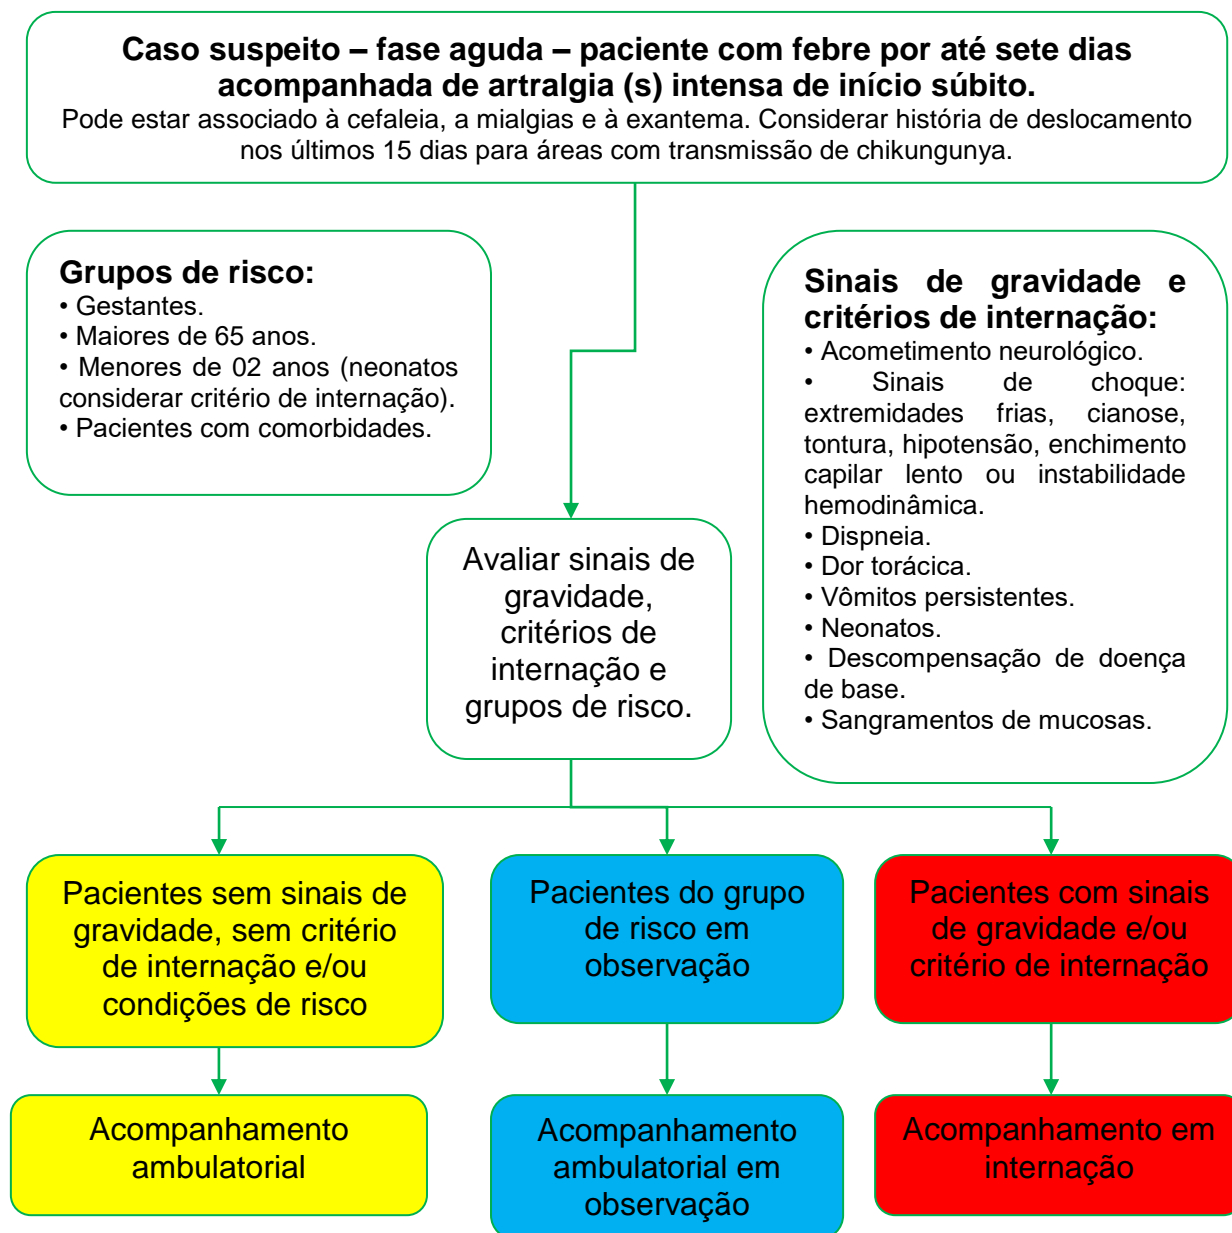 Caso suspeito – fase aguda – paciente com febre por até sete dias
acompanhada de artralgia (s) intensa de início súbito.
Pode estar associado à cefaleia, a mialgias e à exantema. Considerar história de deslocamento
nos últimos 15 dias para áreas com transmissão de chikungunya.
Grupos de risco:
• Gestantes.
• Maiores de 65 anos.
• Menores de 02 anos (neonatos
considerar critério de internação).
• Pacientes com comorbidades.
Sinais de gravidade e
critérios de internação:
• Acometimento neurológico.
• Sinais de choque:
extremidades frias, cianose,
tontura, hipotensão, enchimento
capilar lento ou instabilidade
hemodinâmica.
• Dispneia.
• Dor torácica.
• Vômitos persistentes.
• Neonatos.
• Descompensação de doença
de base.
• Sangramentos de mucosas.
Avaliar sinais de
gravidade,
critérios de
internação e
grupos de risco.
Pacientes sem sinais de
gravidade, sem critério
de internação e/ou
condições de risco
Pacientes do grupo
de risco em
observação
Pacientes com sinais
de gravidade e/ou
critério de internação
Acompanhamento
ambulatorial
Acompanhamento
ambulatorial em
observação
Acompanhamento em
internação